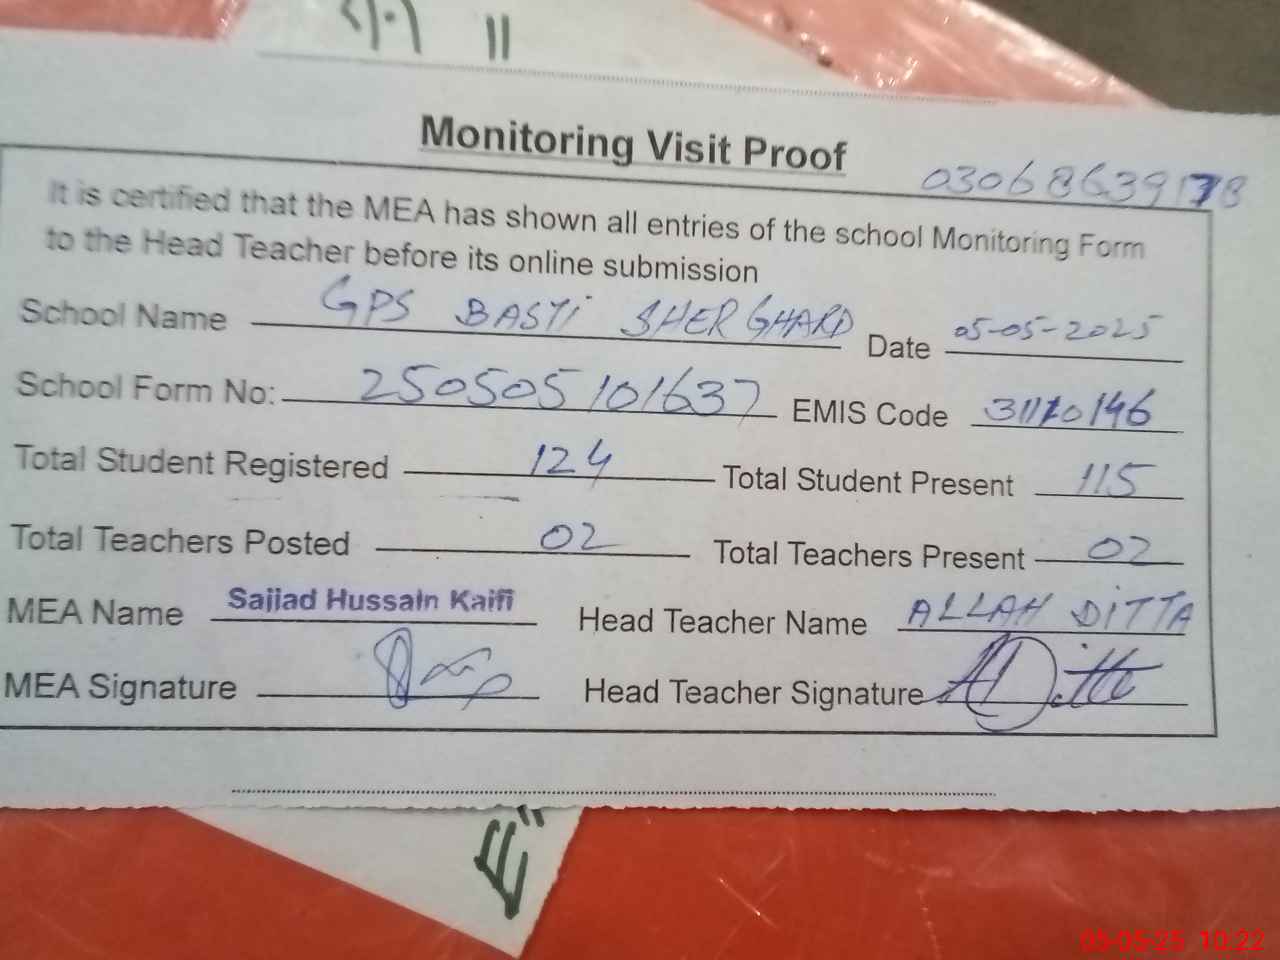 "
Monitoring Visit Proof
03068639178
It is certified that the MEA has shown all entries of the school Monitoring Form
to the Head Teacher before its online submission
School Name GPS BASTI SHER GHARD Date 05-05-2025
School Form No: 250505101637 EMIS Code 31120146
Total Student Registered 124 Total Student Present 115
Total Teachers Posted 02 Total Teachers Present 02
MEA Name Sajjad Hussain Kaifi Head Teacher Name ALLAH DITTA
MEA Signature Head Teacher Signature ADitta
E"
05-05-25 10:22